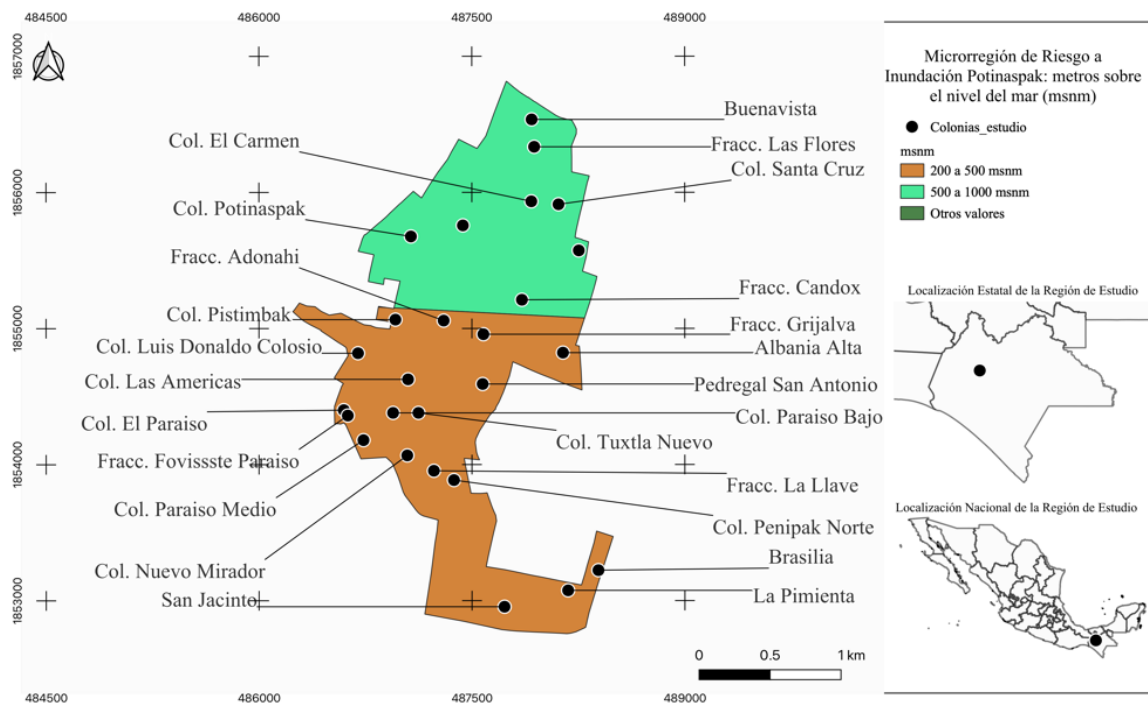 484500
486000
487500
489000
1857000
1856000
1855000
1854000
1853000
Buenavista
Col. El Carmen
Fracc. Las Flores
Col. Santa Cruz
Col. Potinaspak
Fracc. Adonahi
Fracc. Candox
Col. Pistimbak
Fracc. Grijalva
Col. Luis Donaldo Colosio
Albania Alta
Col. Las Americas
Pedregal San Antonio
Col. El Paraiso
Col. Paraiso Bajo
Col. Tuxtla Nuevo
Fracc. Fovissste Paraiso
Fracc. La Llave
Col. Paraiso Medio
Col. Penipak Norte
Col. Nuevo Mirador
Brasilia
San Jacinto
La Pimienta
0
0.5
1 km
484500
486000
487500
489000
Microrregión de Riesgo a
Inundación Potinaspak: metros sobre
el nivel del mar (msnm)
Colonias_estudio
msnm
200 a 500 msnm
500 a 1000 msnm
Otros valores
Localización Estatal de la Región de Estudio
Localización Nacional de la Región de Estudio